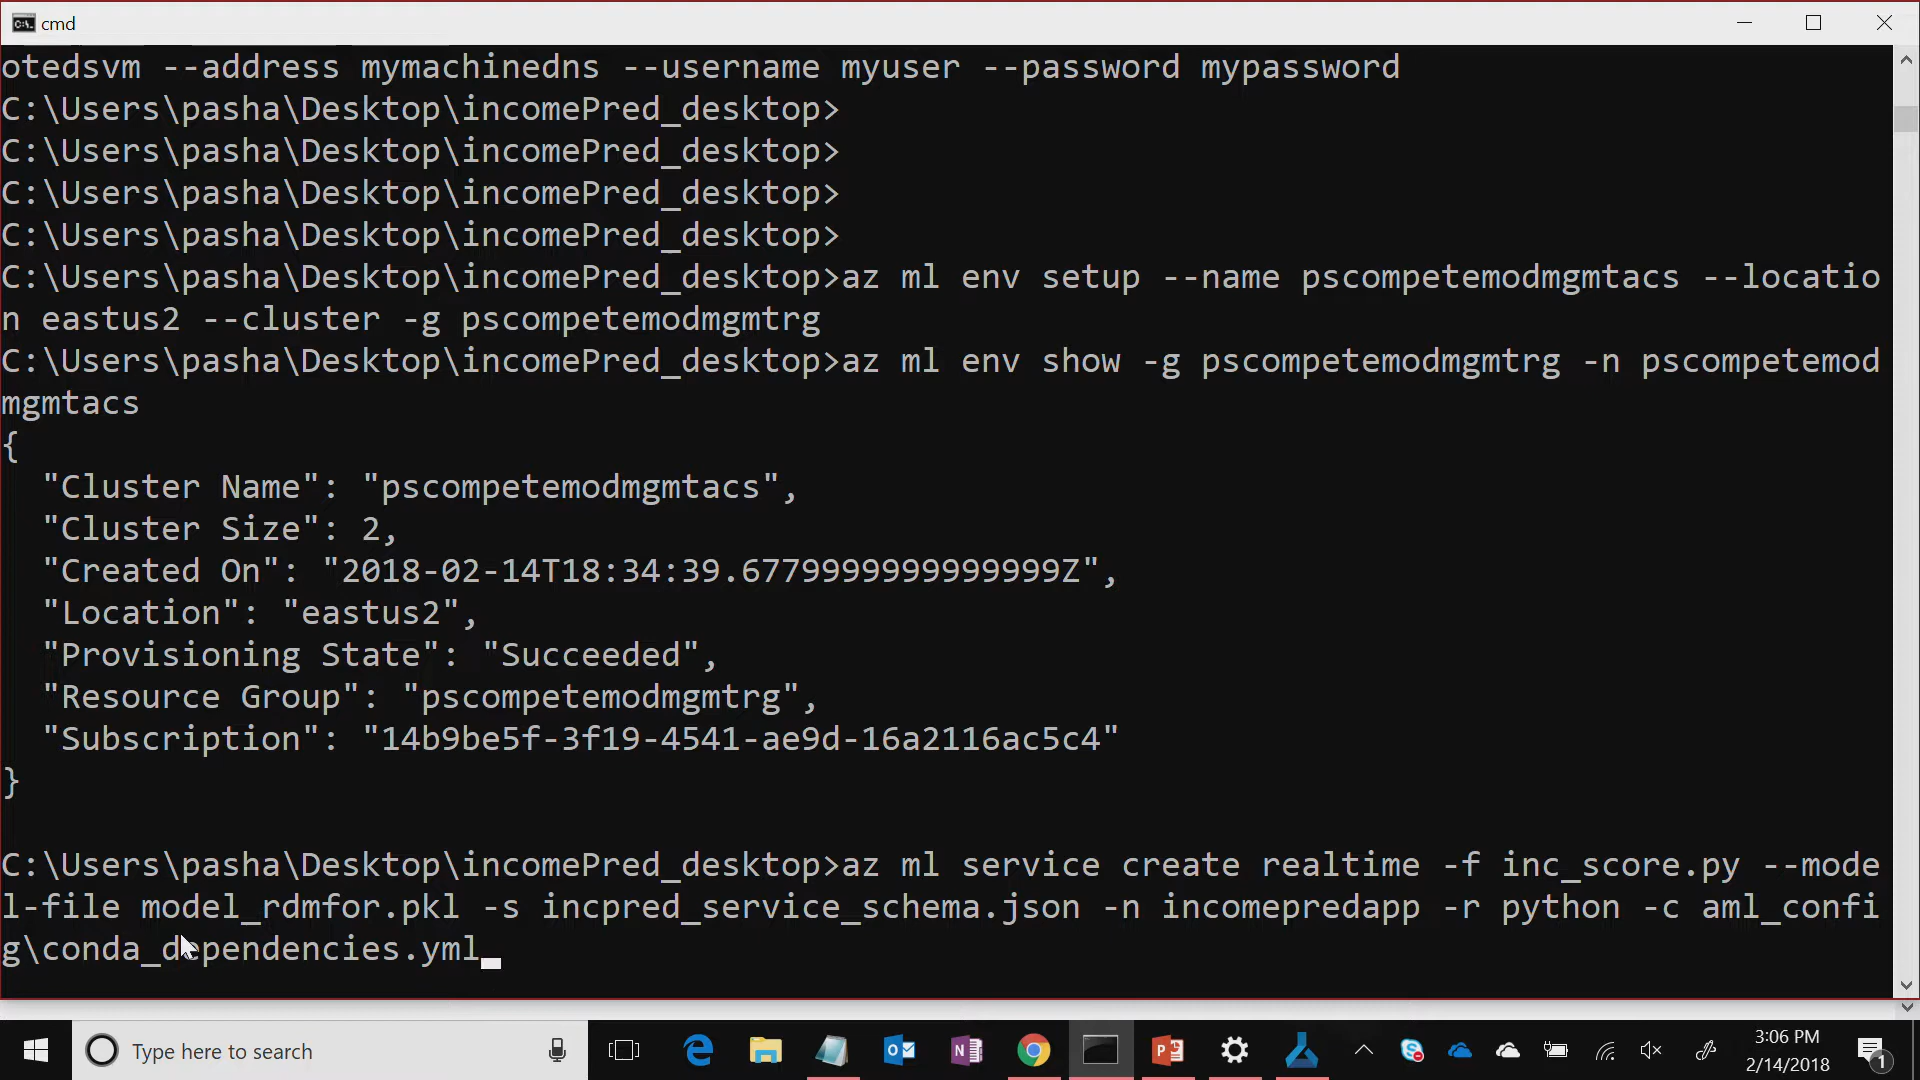 cmd
otedsvm --address mymachinedns --username myuser --password mypassword
C:\Users\pasha\Desktop\incomePred_desktop>
C:\Users\pasha\Desktop\incomePred_desktop>
C:\Users\pasha\Desktop\incomePred_desktop>
C:\Users\pasha\Desktop\incomePred_desktop>
C:\Users\pasha\Desktop\incomePred_desktop>az ml env setup --name pscompetemodmgmtacs --locatio
n eastus2 --cluster -g pscompetemodmgmtrg
C:\Users\pasha\Desktop\incomePred_desktop>az ml env show -g pscompetemodmgmtrg -n pscompetemod
mgmtacs
{
"Cluster Name": "pscompetemodmgmtacs",
"Cluster Size": 2,
"Created On": "2018-02-14T18:34:39.6779999999999999Z",
"Location": "eastus2",
"Provisioning State": "Succeeded",
"Resource Group": "pscompetemodmgmtrg",
"Subscription": "14b9be5f-3f19-4541-ae9d-16a2116ac5c4"
}
C:\Users\pasha\Desktop\incomePred_desktop>az ml service create realtime -f inc_score.py --mode
l-file model_rdmfor.pkl -s incpred_service_schema.json -n incomepredapp -r python -c aml_confi
g\conda_dependencies.yml
Type here to search
3:06 PM
2/14/2018
1